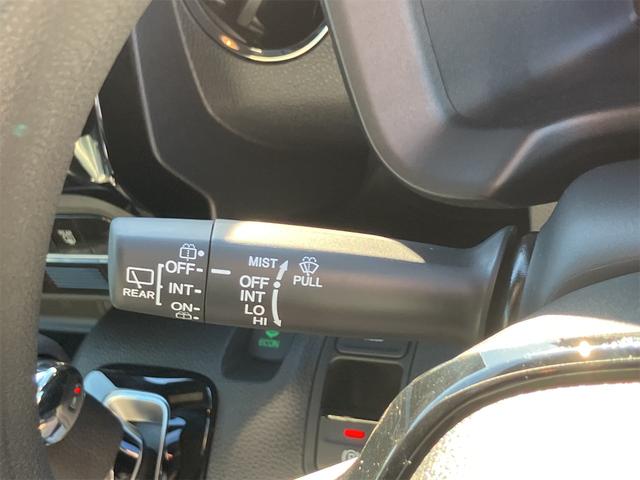 OFF
INT
ON
REAR
MIST
OFF
INT
LO
HI
PULL
ECON